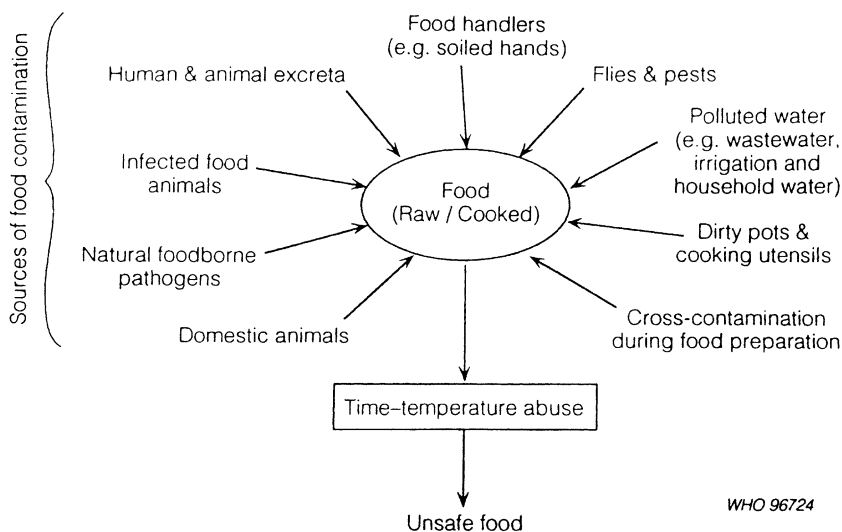 Sources of food contamination
Food handlers
(e.g. soiled hands)
Human & animal excreta
Flies & pests
Polluted water
(e.g. wastewater,
irrigation and
household water)
Infected food
animals
Food
(Raw / Cooked)
Dirty pots &
cooking utensils
Natural foodborne
pathogens
Domestic animals
Cross-contamination
during food preparation
Time–temperature abuse
Unsafe food
WHO 96724